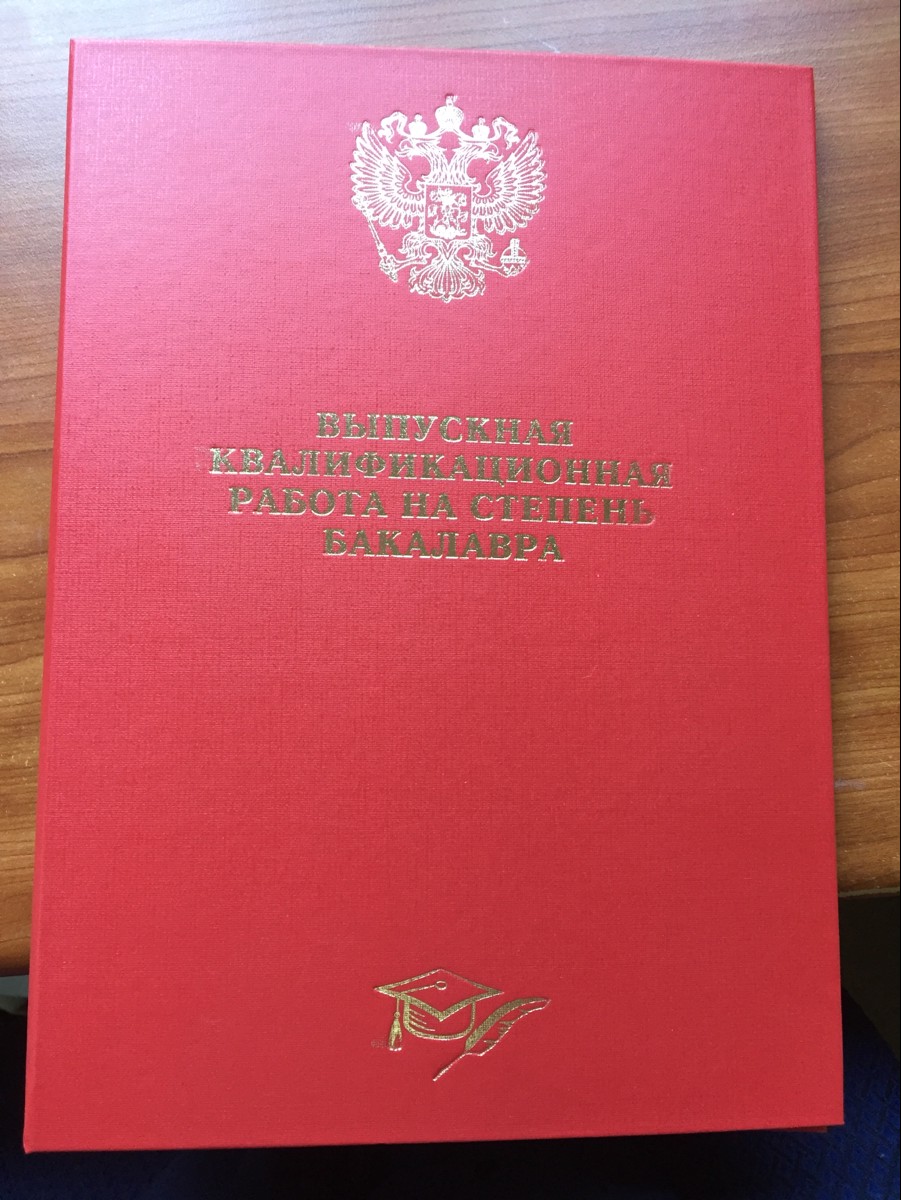 ВЫПУСКНАЯ
КВАЛИФИКАЦИОННАЯ
РАБОТА НА СТЕПЕНЬ
БАКАЛАВРА